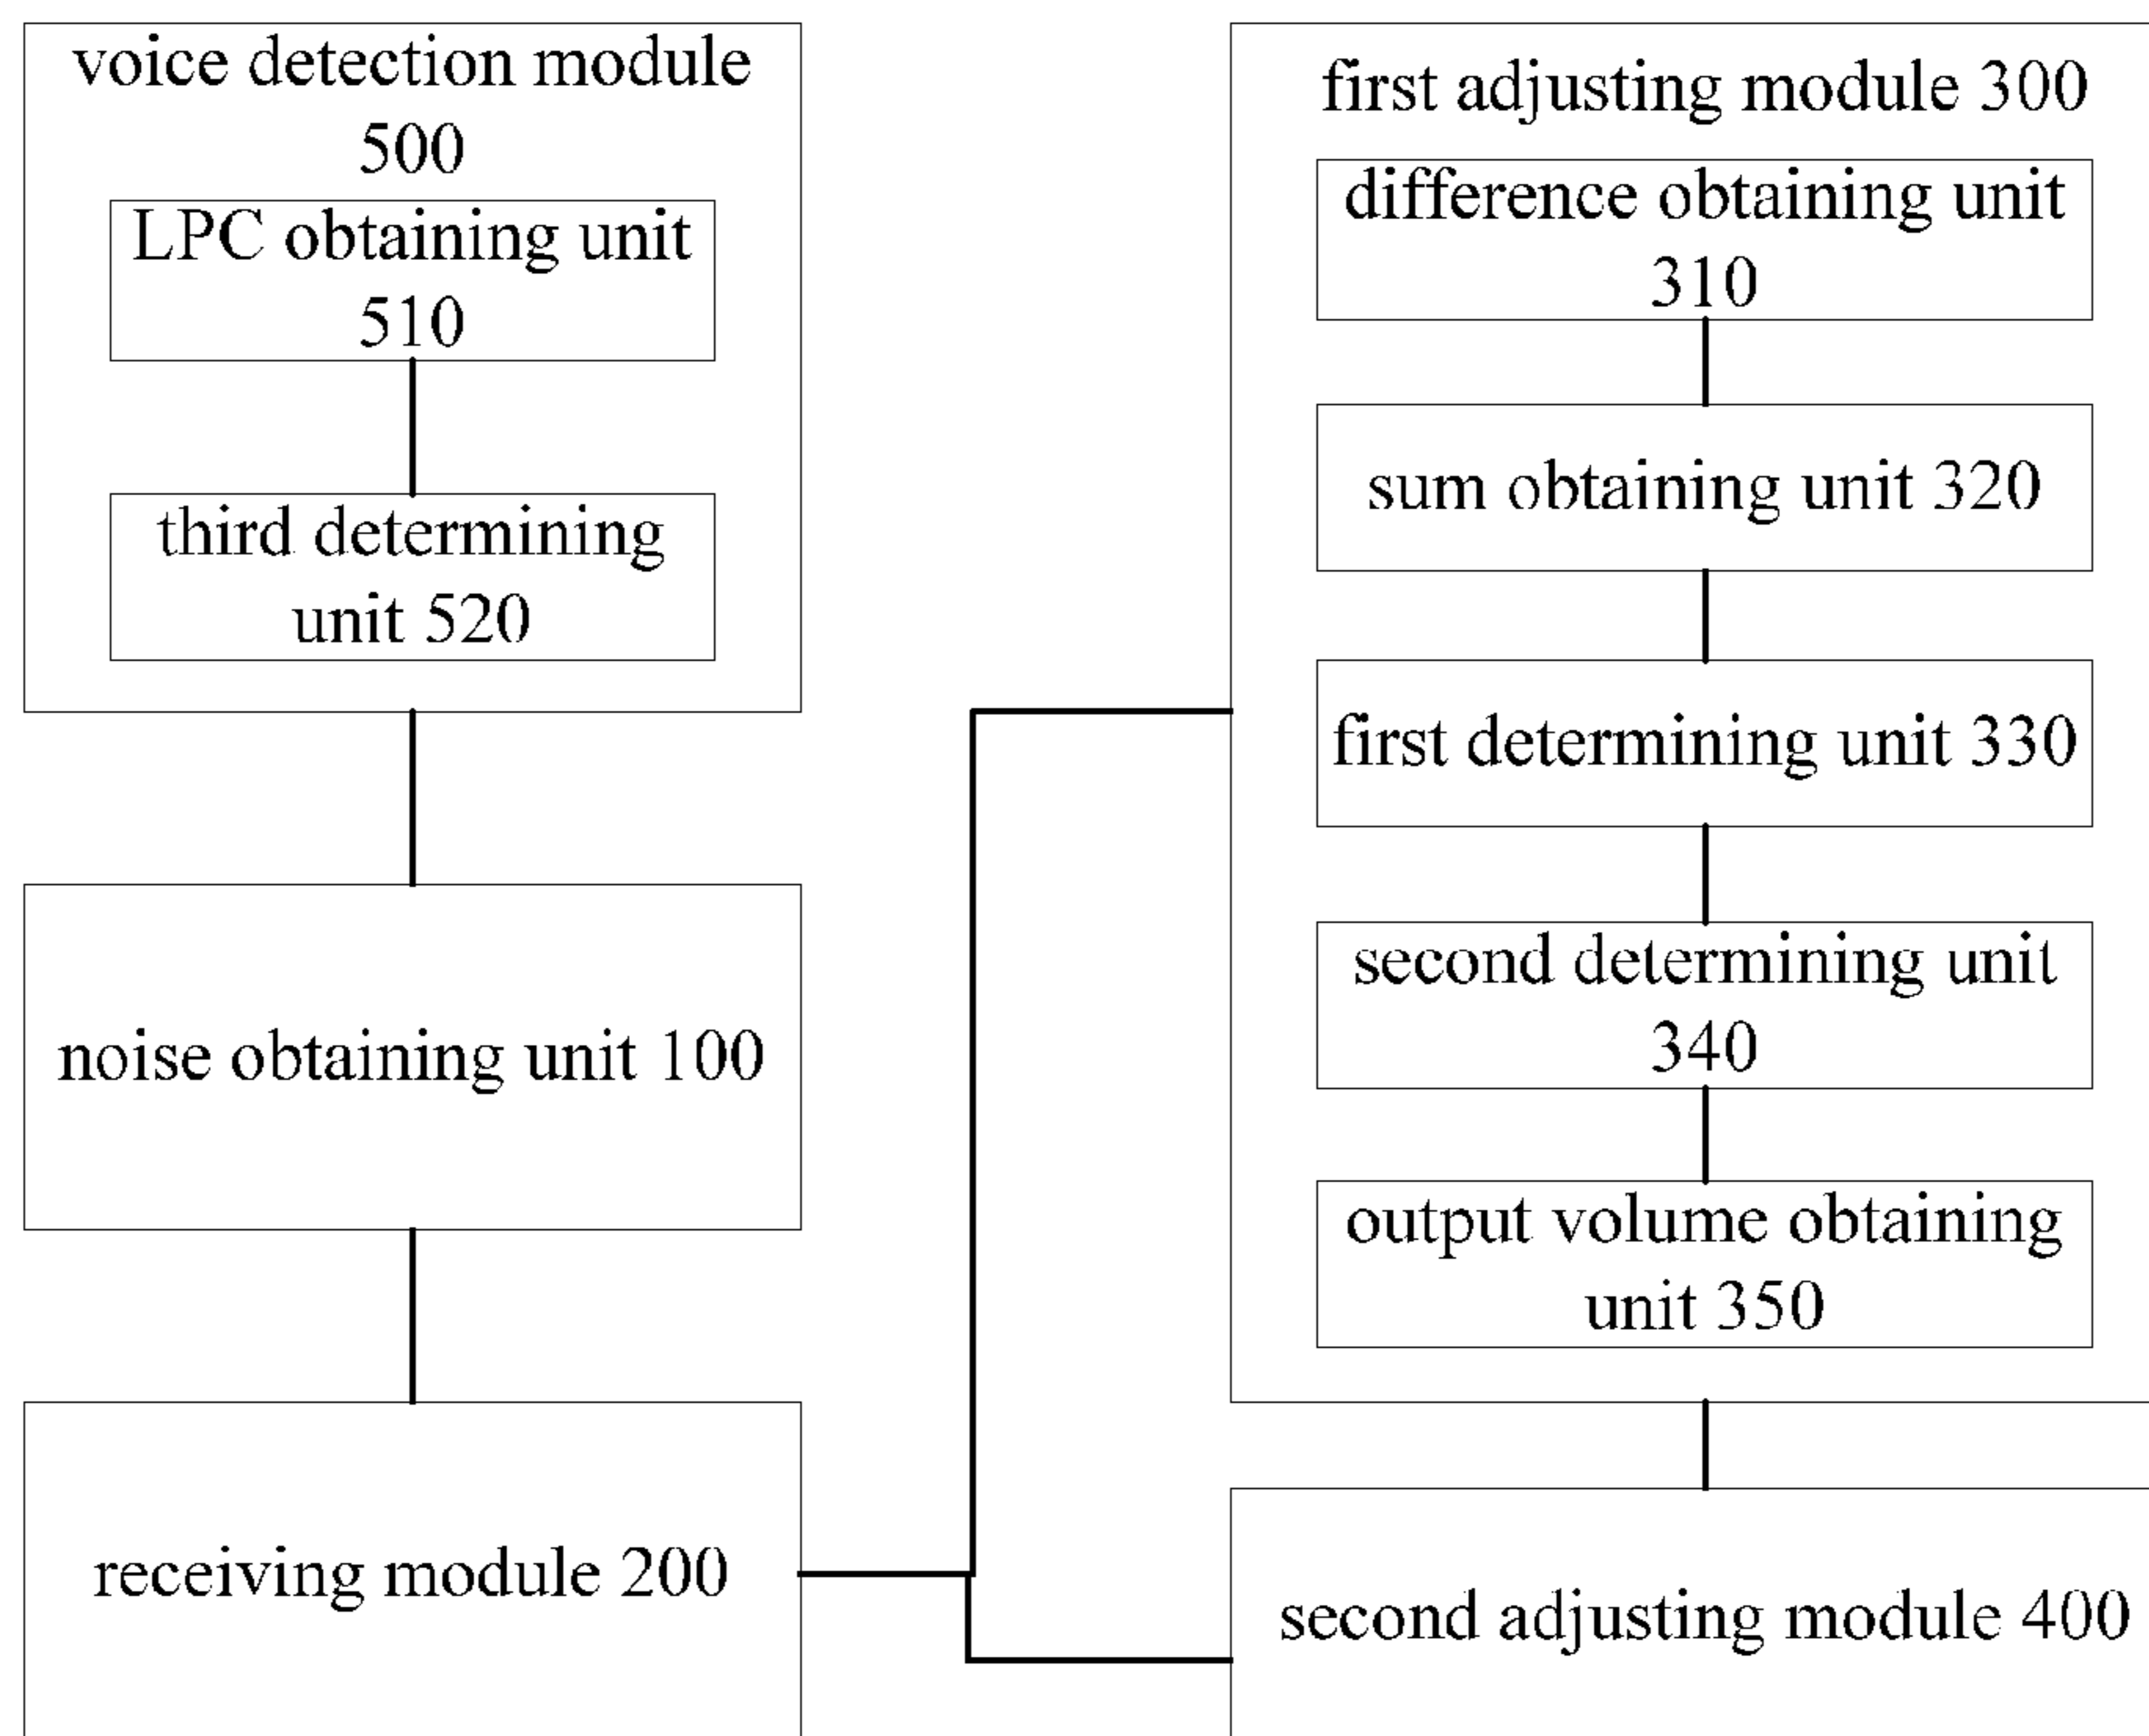 voice detection module
500
LPC obtaining unit
510
third determining
unit 520
noise obtaining unit 100
receiving module 200
first adjusting module 300
difference obtaining unit
310
sum obtaining unit 320
first determining unit 330
second determining unit
340
output volume obtaining
unit 350
second adjusting module 400